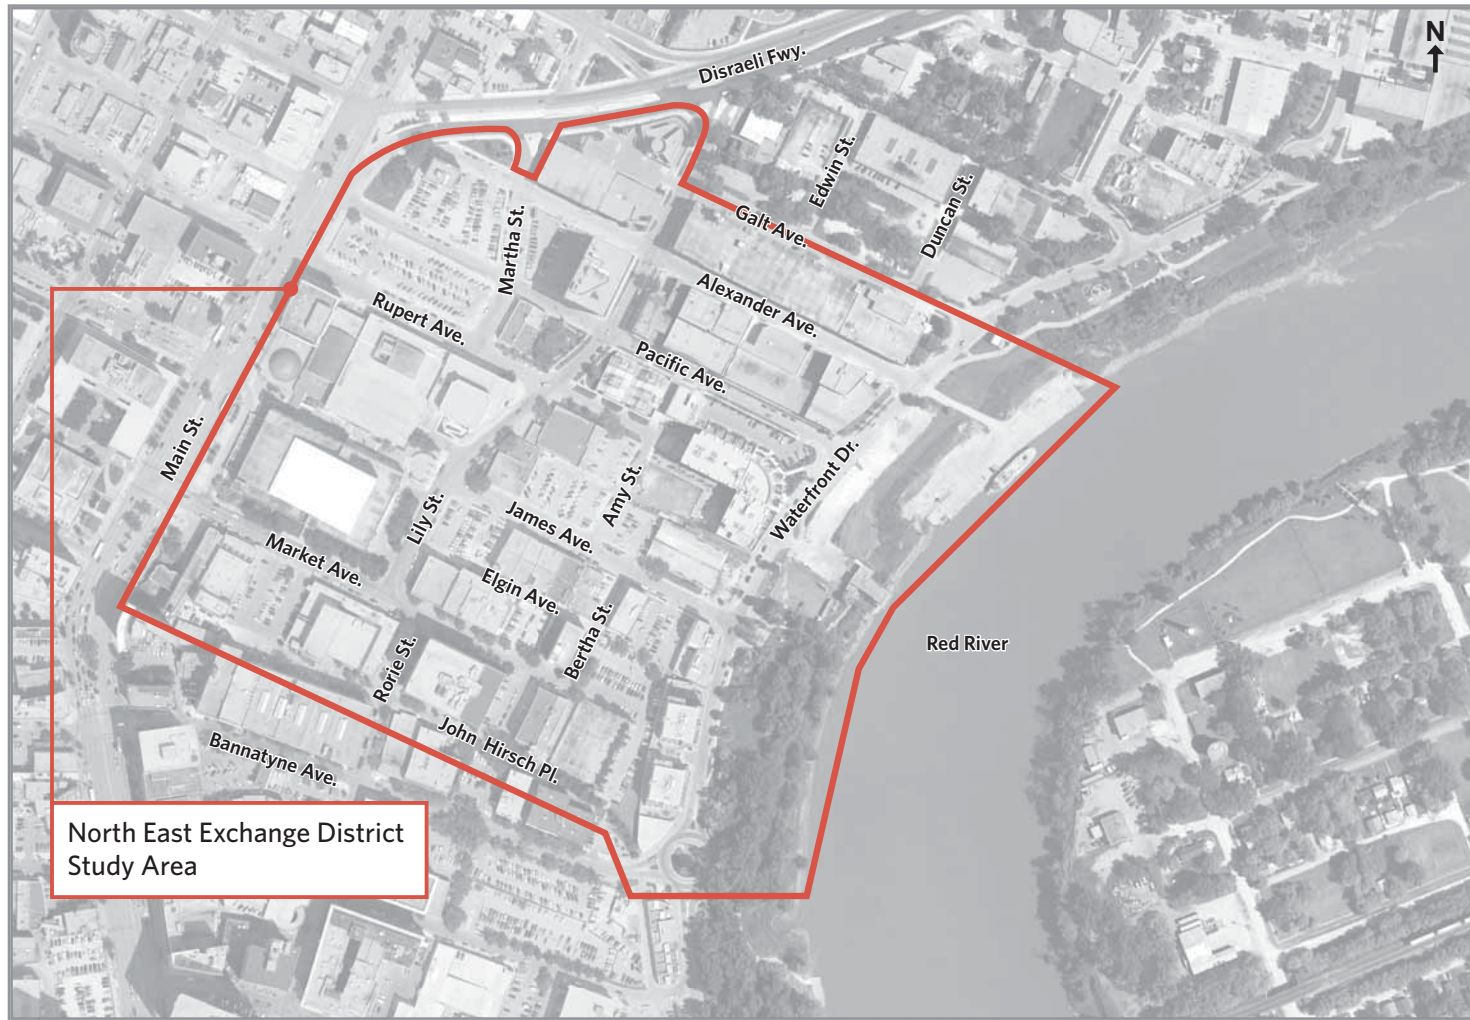 N
Disraeli Fwy.
Edwin St.
Duncan St.
Galt Ave.
Martha St.
Alexander Ave.
Rupert Ave.
Pacific Ave.
Main St.
Lily St.
Amy St.
Waterfront Dr.
James Ave.
Market Ave.
Elgin Ave.
Bertha St.
Rorie St.
Red River
John Hirsch Pl.
Bannatyne Ave.
North East Exchange District
Study Area